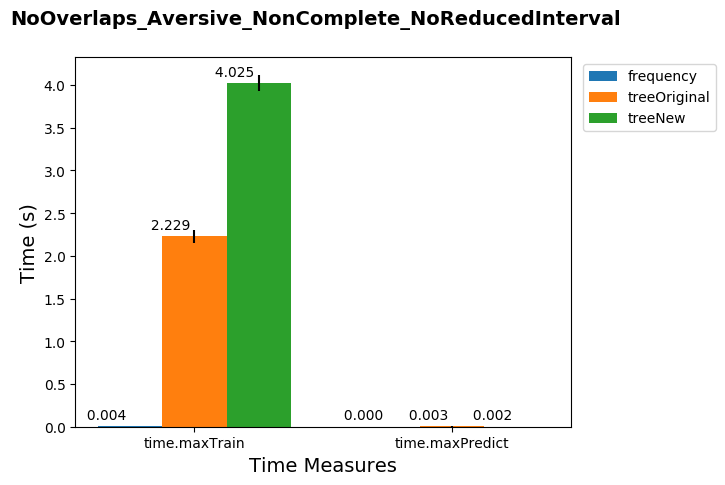 NoOverlaps_Aversive_NonComplete_NoReducedInterval
4.025
2.229
0.004
0.000
0.003
0.002
frequency
treeOriginal
treeNew
4.0
3.5
3.0
2.5
2.0
1.5
1.0
0.5
0.0
Time (s)
time.maxTrain
time.maxPredict
Time Measures